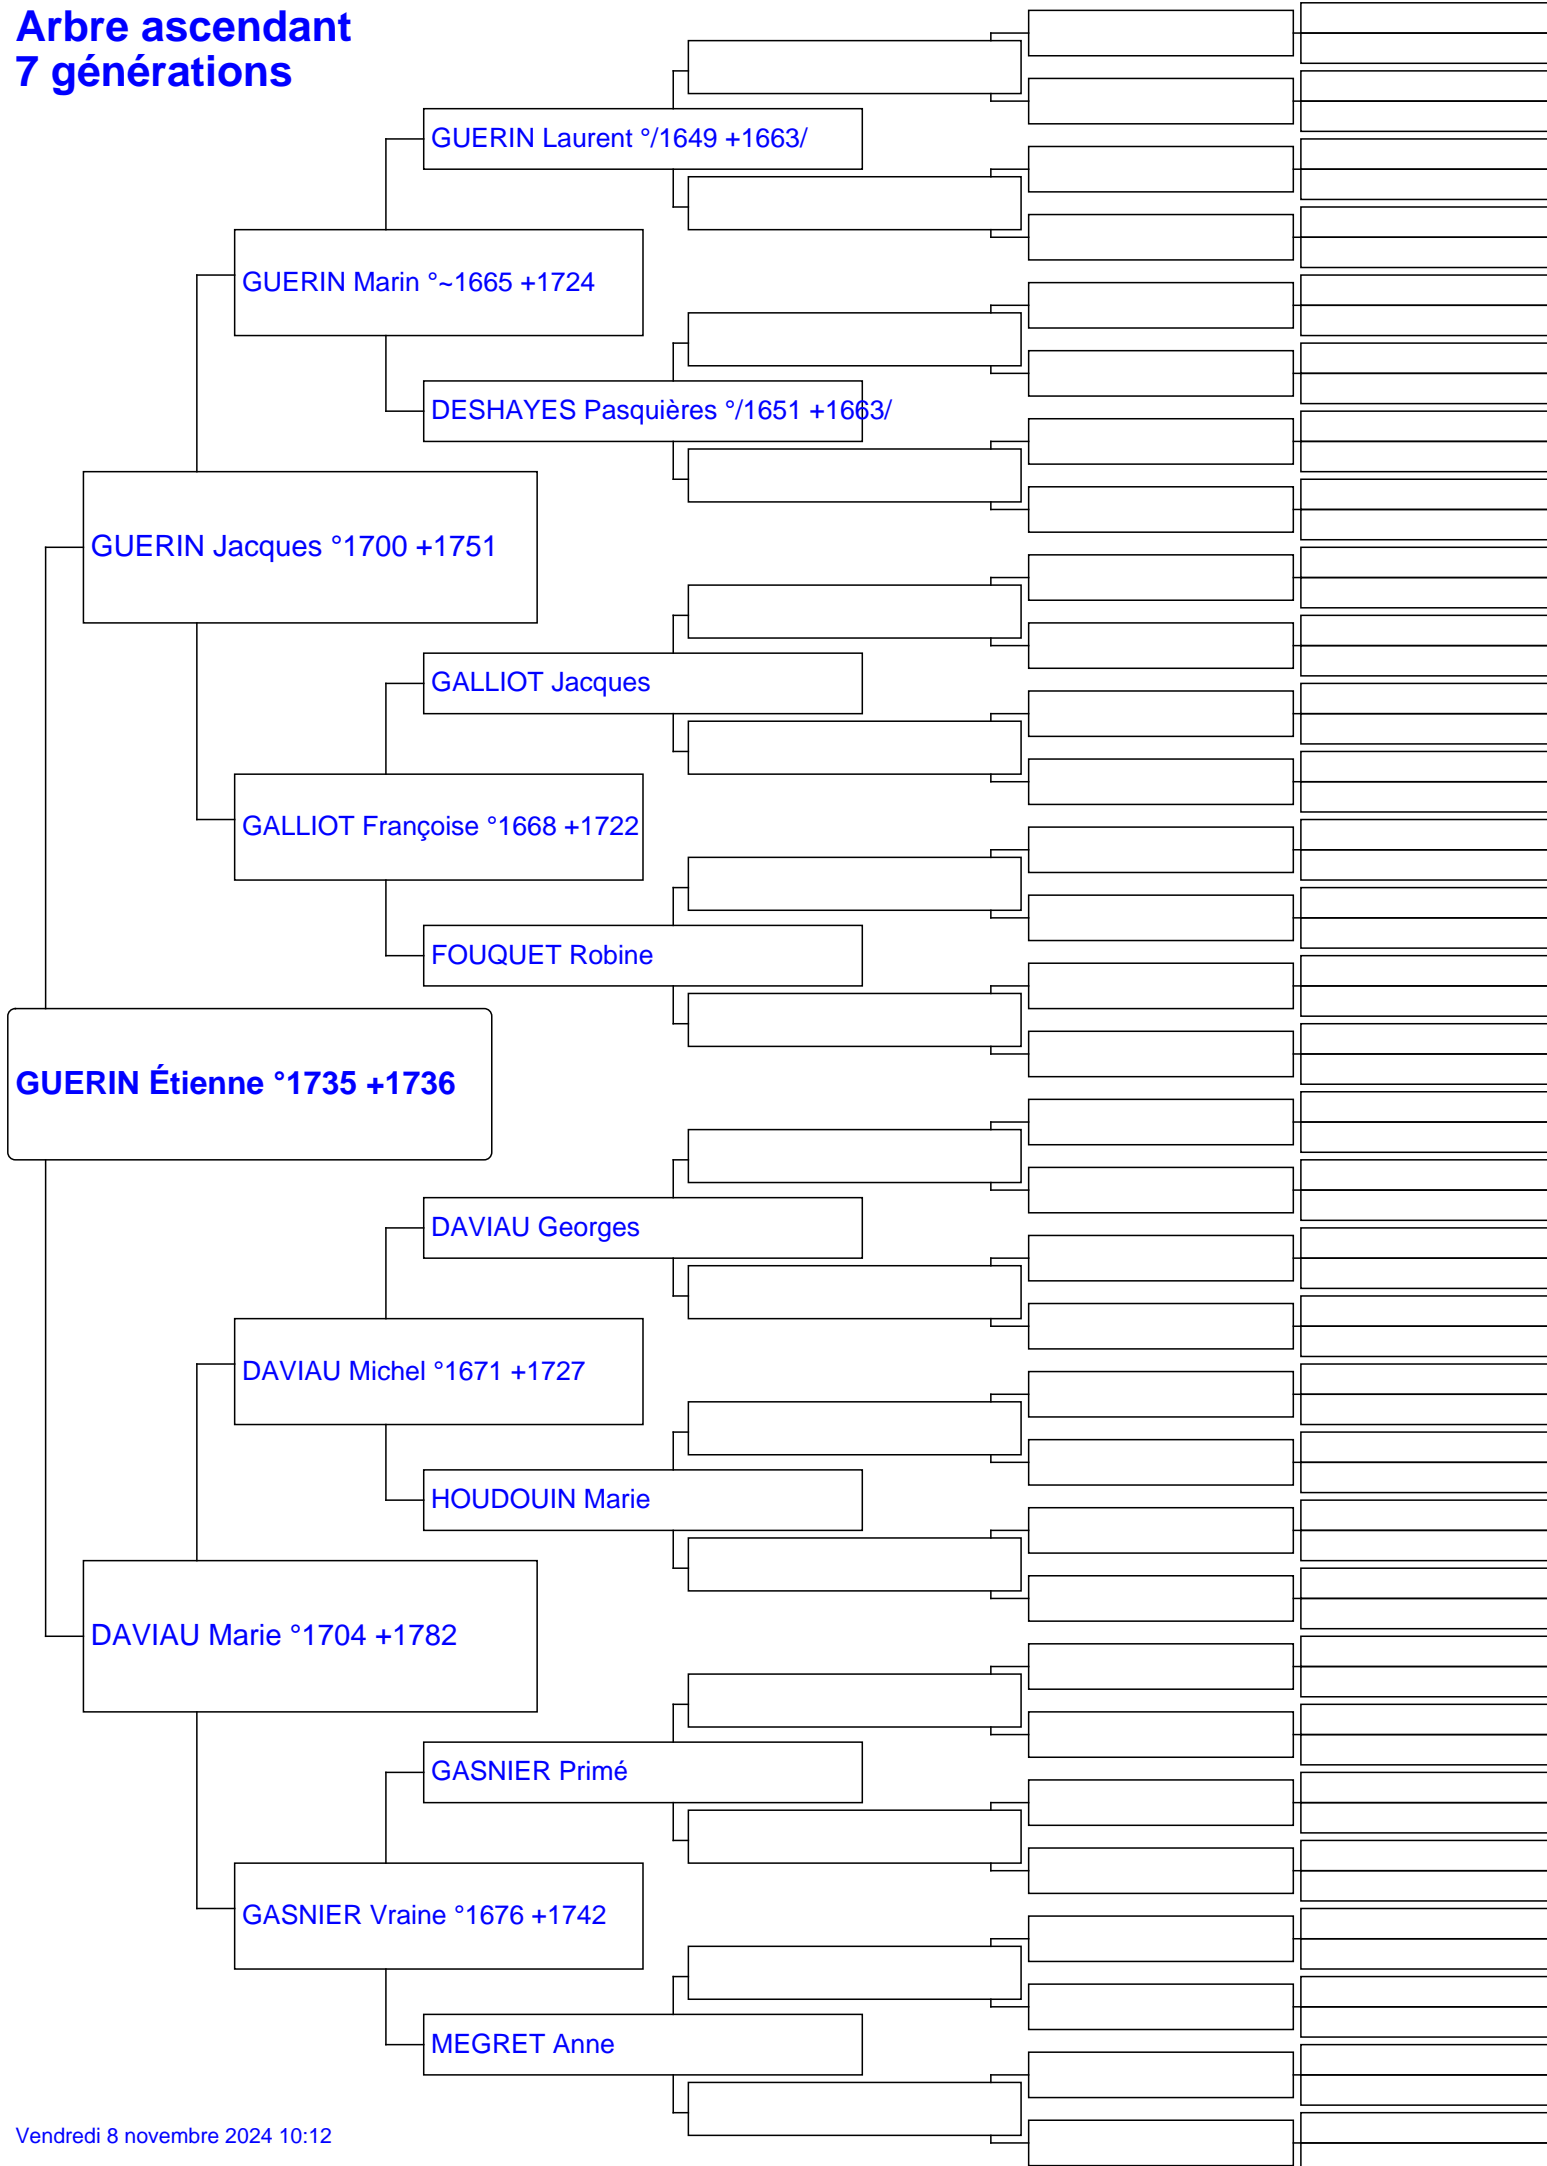 Arbre ascendant
7 générations
GUERIN Laurent °/1649 +1663/
GUERIN Marin °~1665 +1724
DESHAYES Pasquières °/1651 +1663/
GUERIN Jacques °1700 +1751
GALLIOT Jacques
GALLIOT Françoise °1668 +1722
FOUQUET Robine
GUERIN Étienne °1735 +1736
DAVIAU Georges
DAVIAU Michel °1671 +1727
HOUDOUIN Marie
DAVIAU Marie °1704 +1782
GASNIER Primé
GASNIER Vraine °1676 +1742
MEGRET Anne
Vendredi 8 novembre 2024 10:12